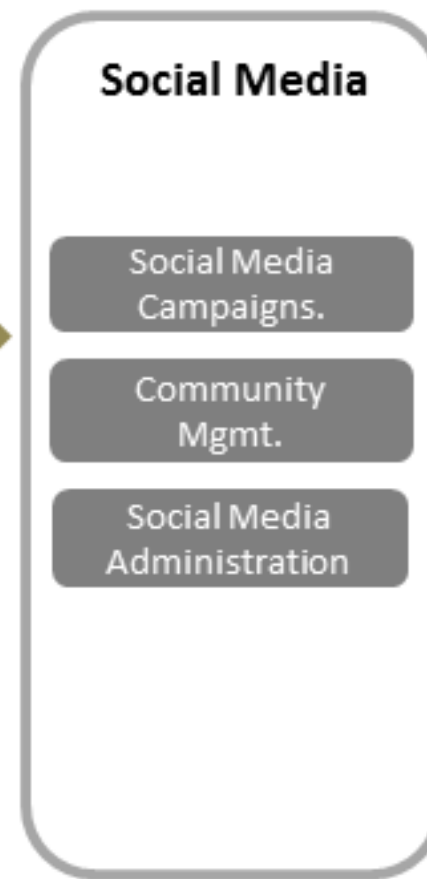 Social Media
Social Media
Campaigns.
Community
Mgmt.
Social Media
Administration